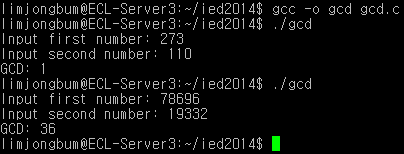 limjongbum@ECL-Server3:~/ied2014$ gcc -o gcd gcd.c
limjongbum@ECL-Server3:~/ied2014$ ./gcd
Input first number: 273
Input second number: 110
GCD: 1
limjongbum@ECL-Server3:~/ied2014$ ./gcd
Input first number: 78696
Input second number: 19332
GCD: 36
limjongbum@ECL-Server3:~/ied2014$